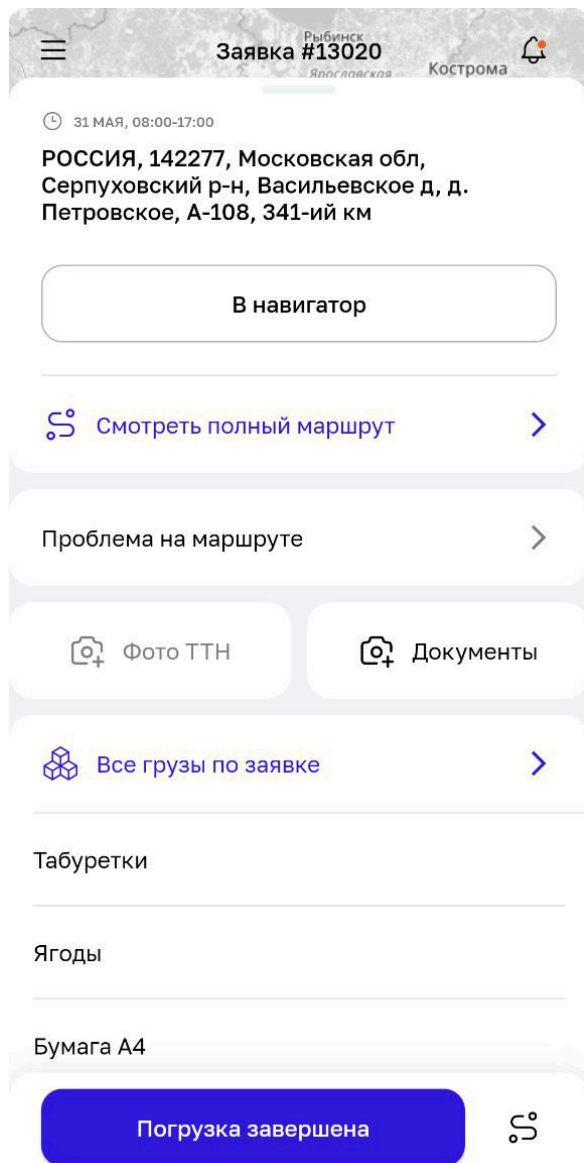 Рыбинск
Заявка #13020
Ярославская
Кострома
31 МАЯ, 08:00-17:00
РОССИЯ, 142277, Московская обл,
Серпуховский р-н, Васильевское д, д.
Петровское, А-108, 341-ий км
В навигатор
Смотреть полный маршрут
Проблема на маршруте
Фото ТТН
Документы
Все грузы по заявке
Табуретки
Ягоды
Бумага А4
Погрузка завершена